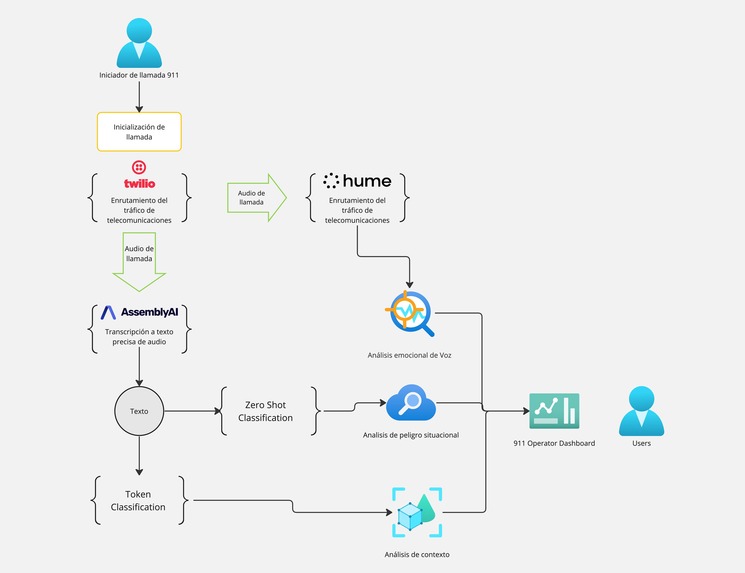 Iniciador de llamada 911
Inicialización de
llamada
twilio
Enrutamiento del
tráfico de
telecomunicaciones
Audio de
llamada
hume
Enrutamiento del
tráfico de
telecomunicaciones
Audio de
llamada
AssemblyAI
Transcripción a texto
precisa de audio
Análisis emocional de Voz
Texto
Zero Shot
Classification
Analisis de peligro situacional
911 Operator Dashboard
Users
Token
Classification
Análisis de contexto